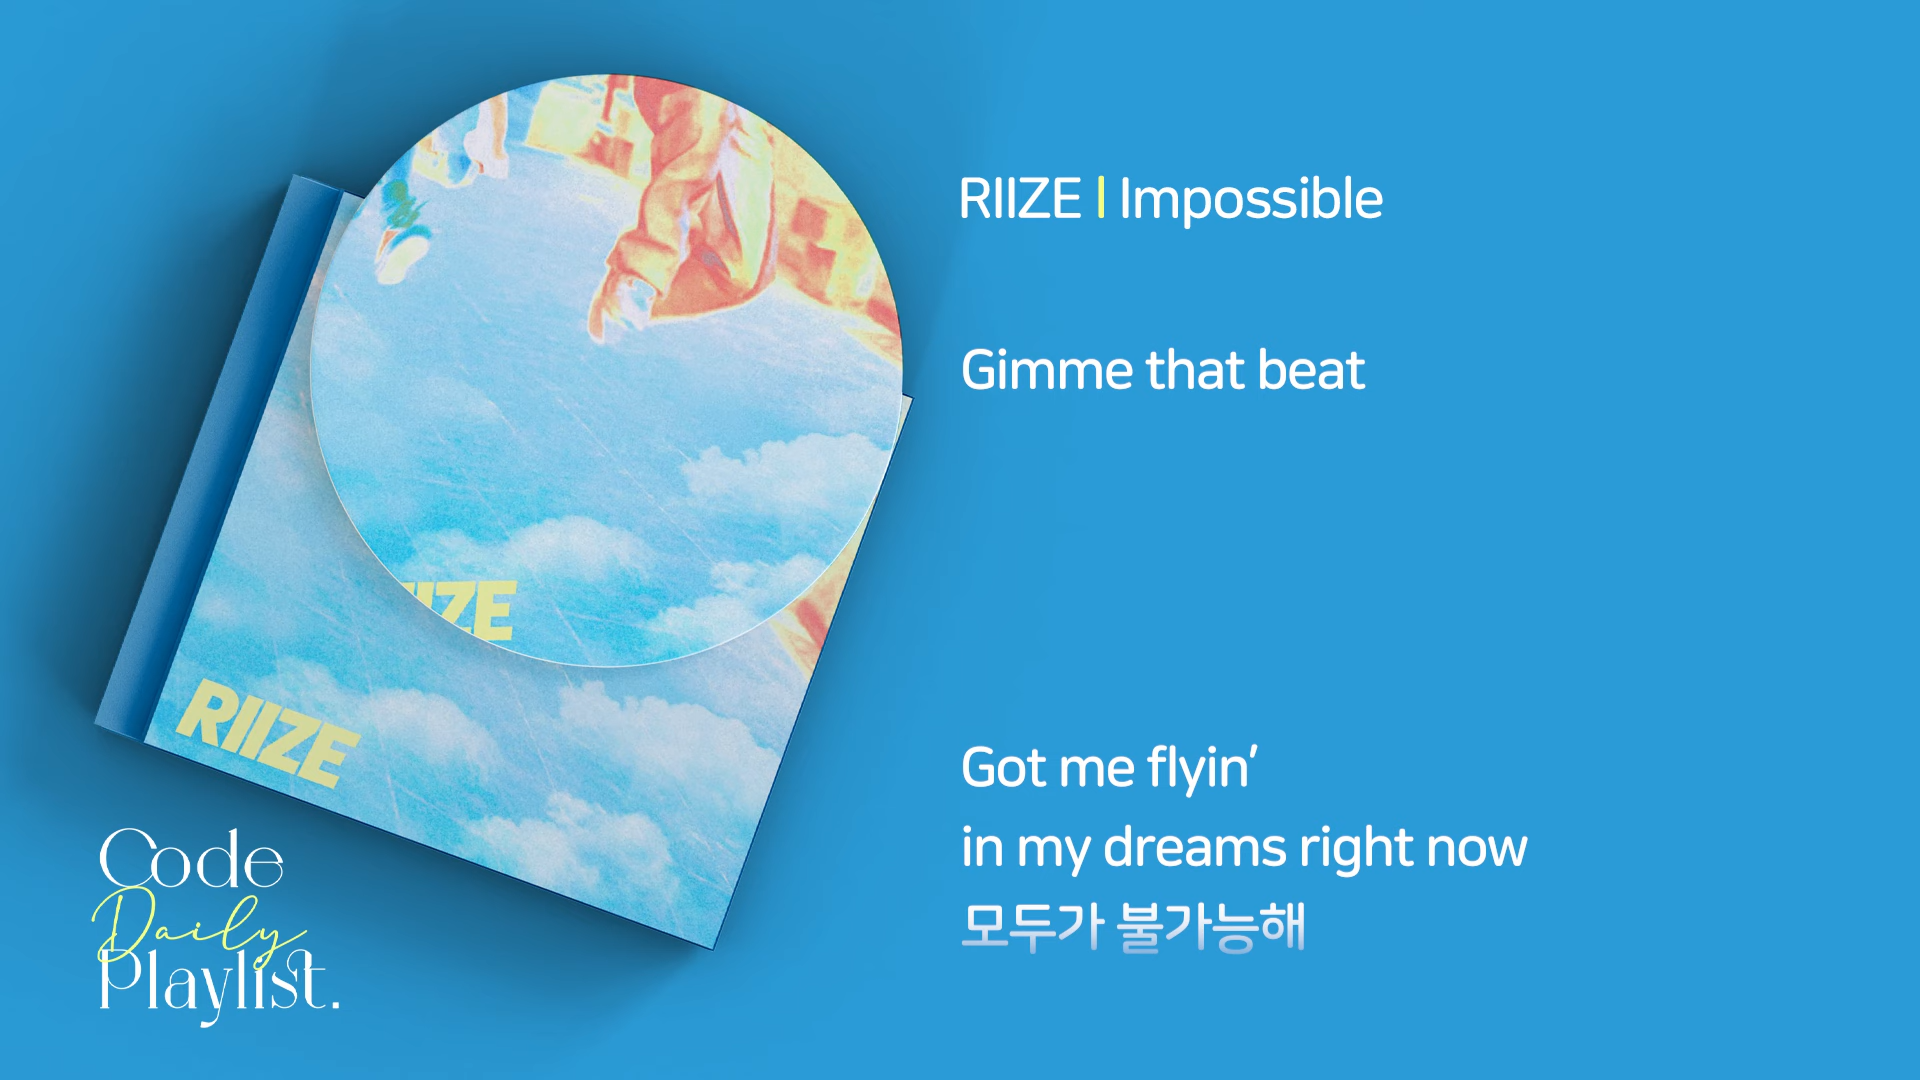 RIIZE | Impossible
Gimme that beat
Got me flyin'
in my dreams right now
모두가 불가능해
IIZE
RIIZE
Code
Daily
Playlist.